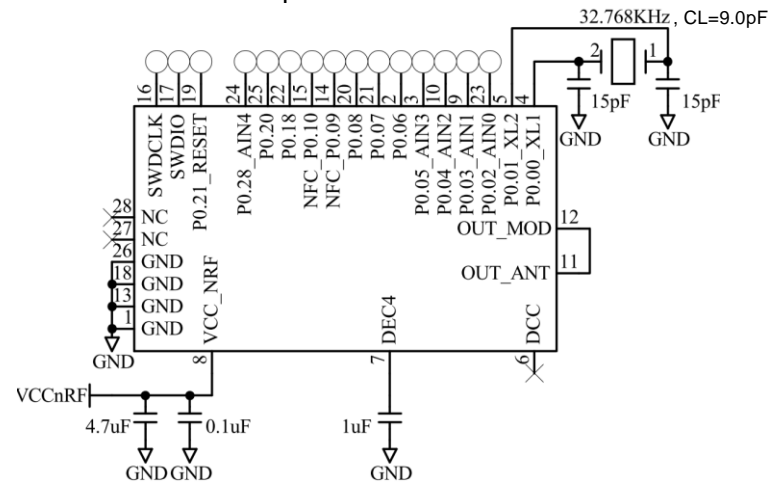 32.768KHz, CL=9.0pF
2
1
15pF
15pF
GND
GND
16
17
19
24
25
22
15
14
20
21
2
3
10
9
23
5
4
SWDCLK
SWDIO
P0.21_RESET
P0.28_AIN4
P0.20
P0.18
NFC_P0.10
NFC_P0.09
P0.08
P0.07
P0.06
P0.05_AIN3
P0.04_AIN2
P0.03_AIN1
P0.02_AIN0
P0.01_XL2
P0.00_XL1
28 NC
27 NC
26 GND
18 GND
13 GND
1 GND
GND
OUT_MOD 12
OUT_ANT 11
VCC_NRF
DEC4
DCC
8
7
6
VCCnRF
4.7uF
0.1uF
1uF
GND
GND
GND